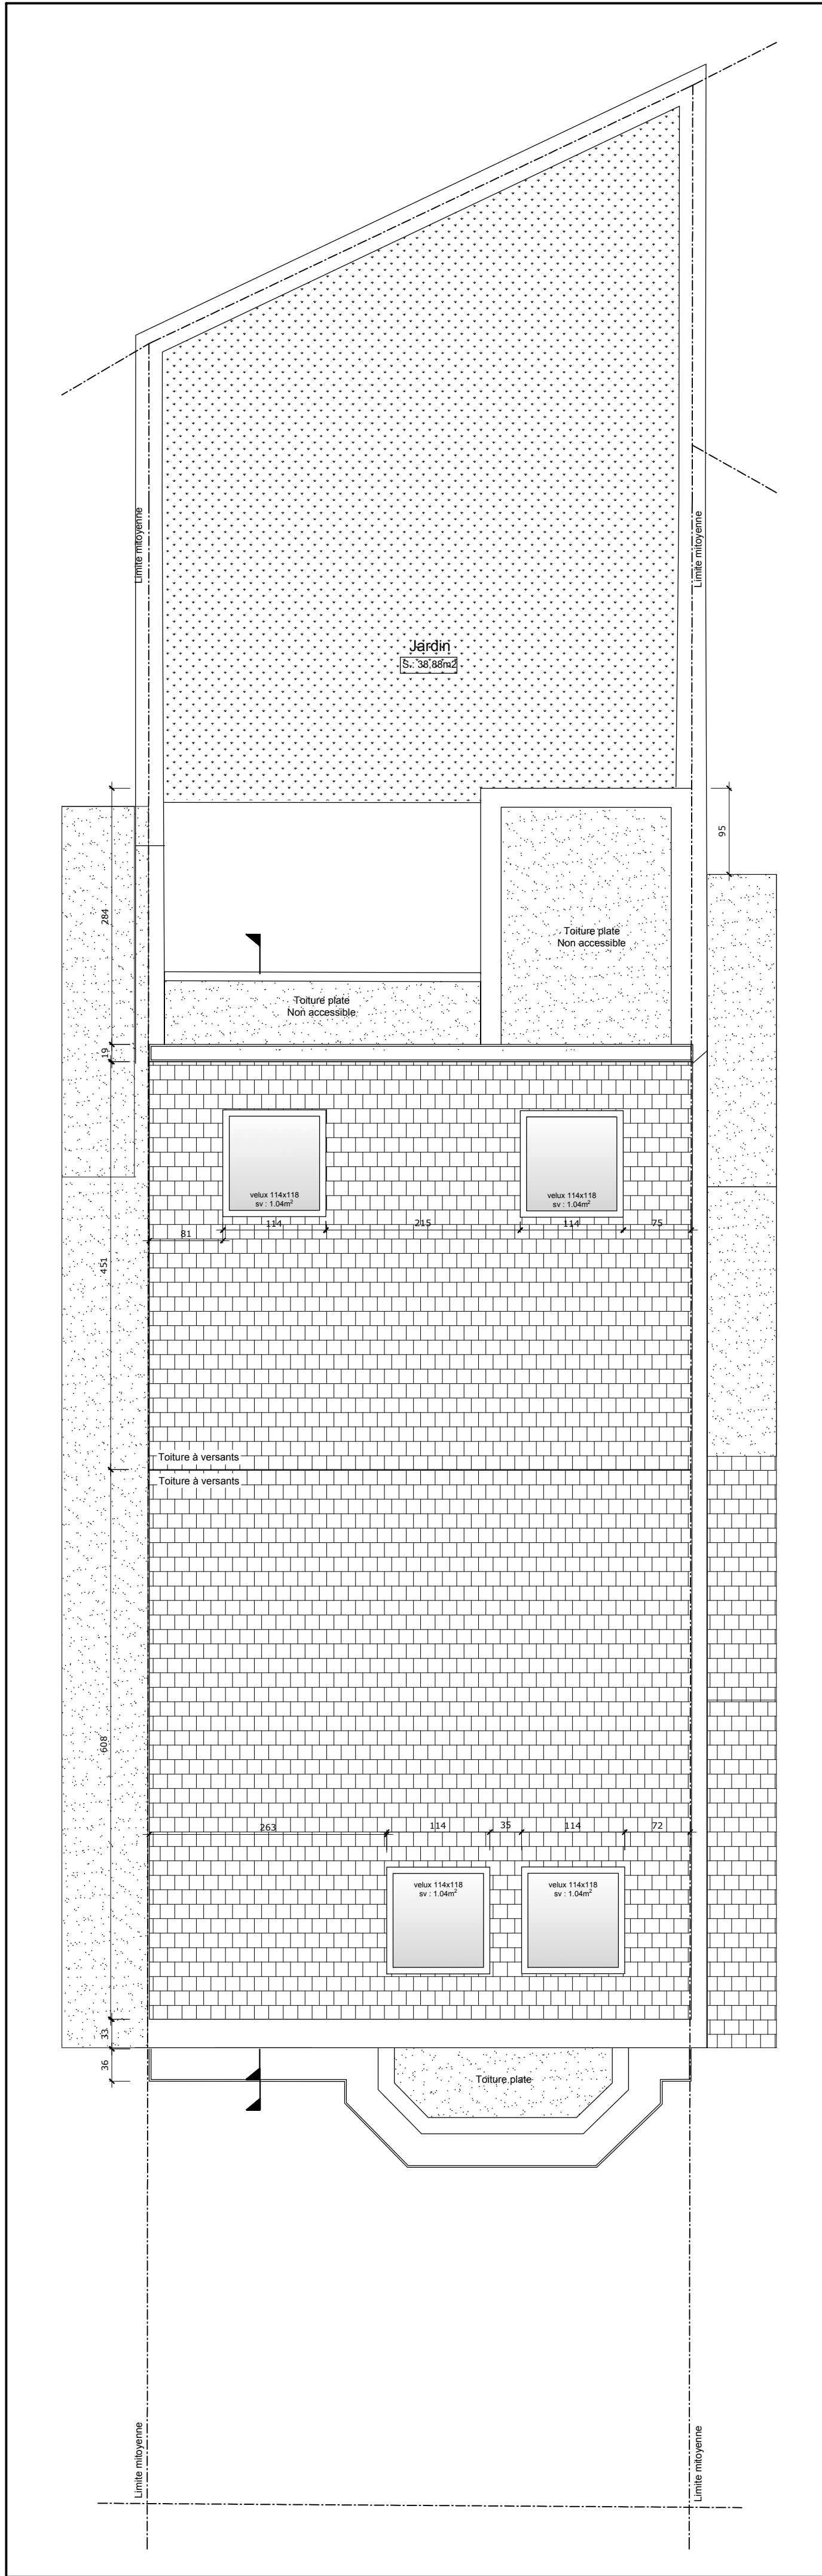 Limite mitoyenne
Limite mitoyenne
Jardin
S : 38,88m2
95
284
Toiture plate
Non accessible
Toiture plate
Non accessible
19
velux 114x118
sv : 1.04m²
velux 114x118
sv : 1.04m²
81
114
215
114
75
451
Toiture à versants
Toiture à versants
608
263
114
35
114
72
velux 114x118
sv : 1.04m²
velux 114x118
sv : 1.04m²
33
36
Toiture plate
Limite mitoyenne
Limite mitoyenne